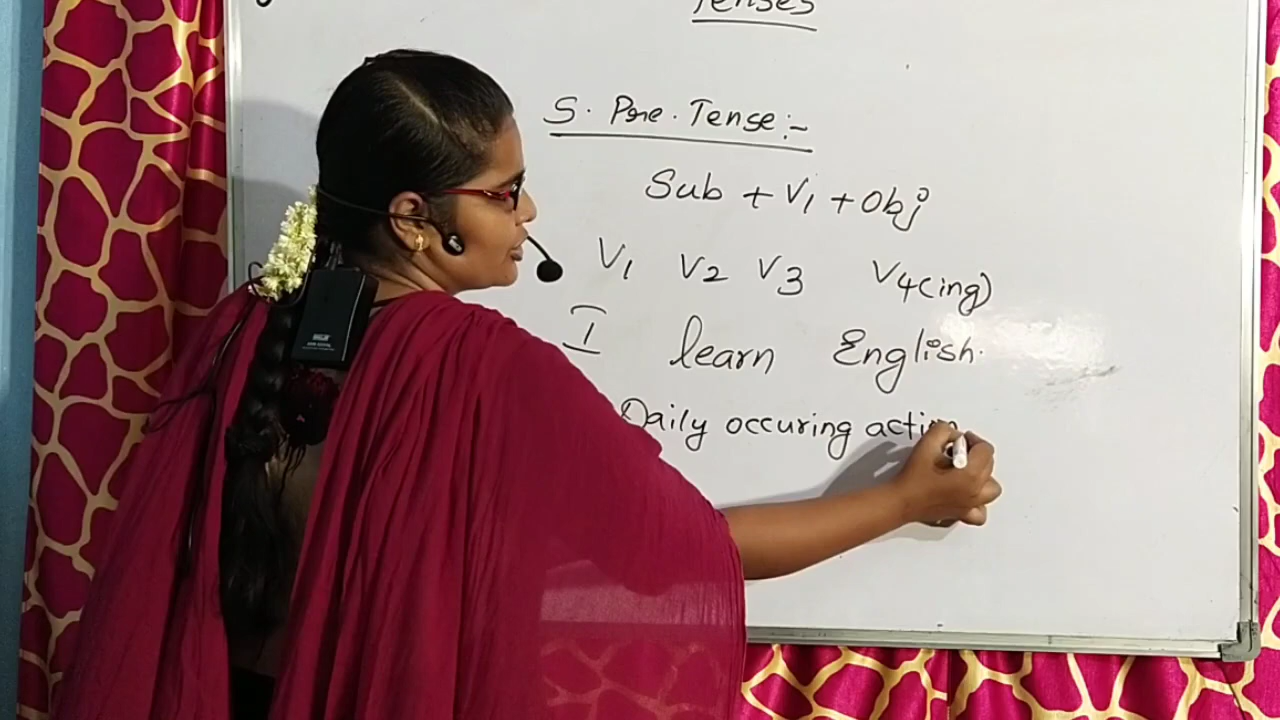 Tenses
S. Pre. Tense:-
Sub + V1 + Obj
V1 V2 V3 V4(ing)
I learn English.
Daily occuring action